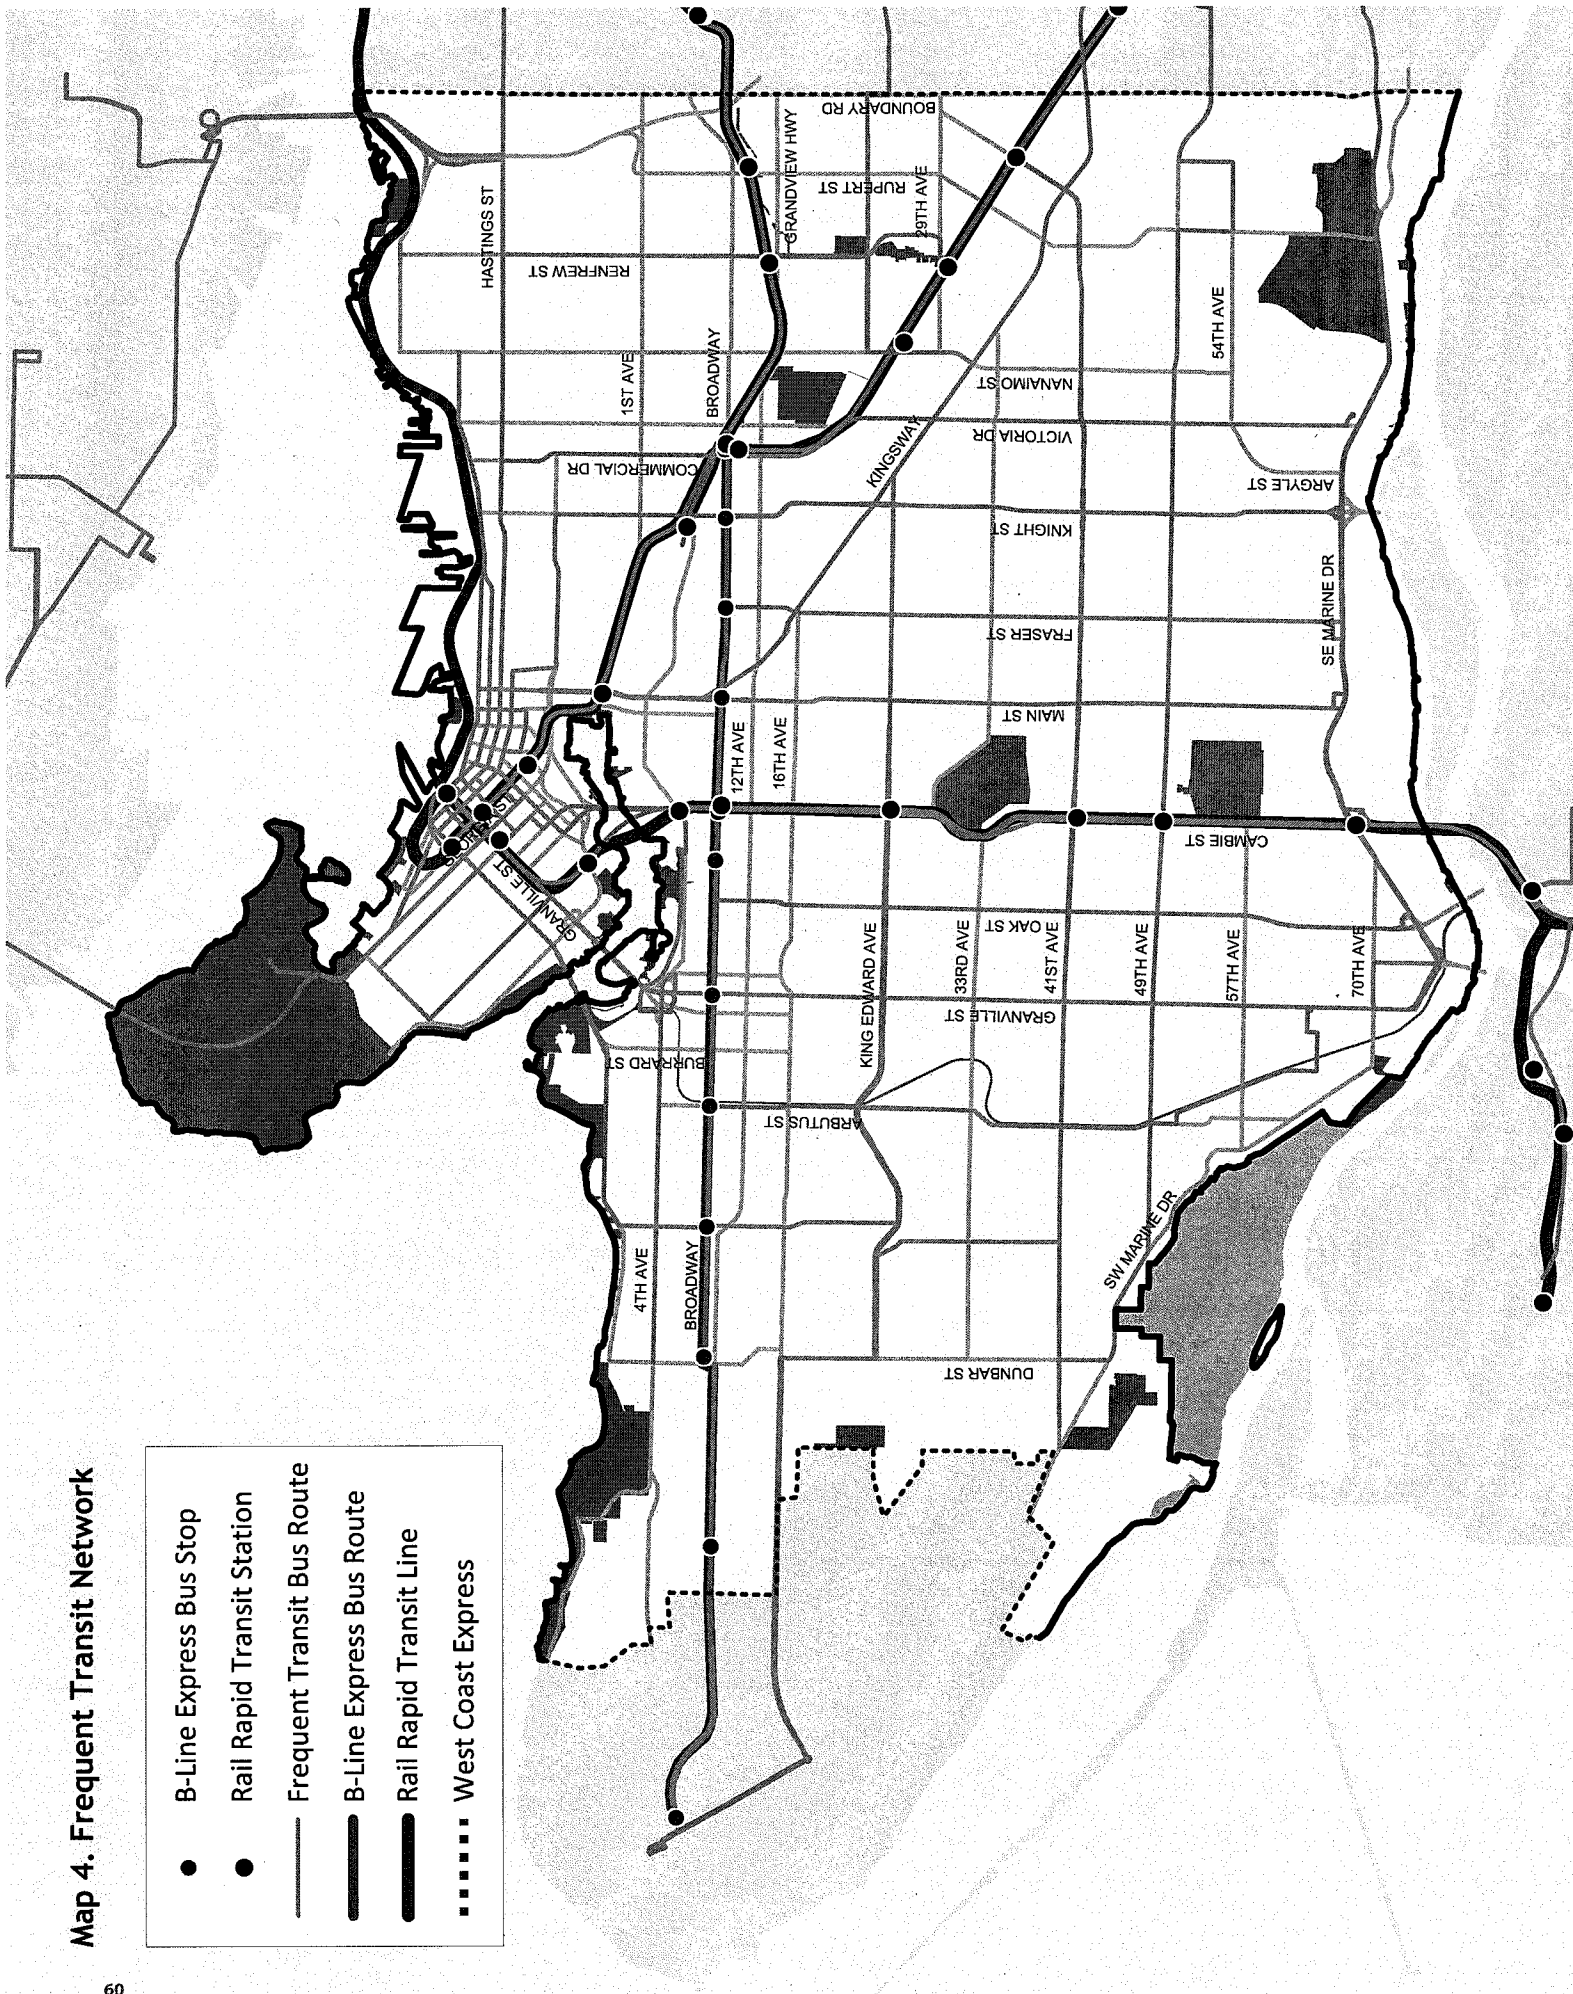 60
Map 4. Frequent Transit Network
B-Line Express Bus Stop
Rail Rapid Transit Station
Frequent Transit Bus Route
B-Line Express Bus Route
Rail Rapid Transit Line
West Coast Express
HASTINGS ST
RENFREW ST
1ST AVE
BROADWAY
GRANDVIEW HWY
BOUNDARY RD
RUPERT ST
29TH AVE
NANAIMO ST
54TH AVE
COMMERCIAL DR
VICTORIA DR
KINGSWAY
ARGYLE ST
KNIGHT ST
SE MARINE DR
FRASER ST
MAIN ST
12TH AVE
16TH AVE
GRANVILLE ST
CAMBIE ST
OAK ST
KING EDWARD AVE
33RD AVE
41ST AVE
49TH AVE
57TH AVE
70TH AVE
GRANVILLE ST
BURRARD ST
ARBUTUS ST
4TH AVE
BROADWAY
SW MARINE DR
DUNBAR ST